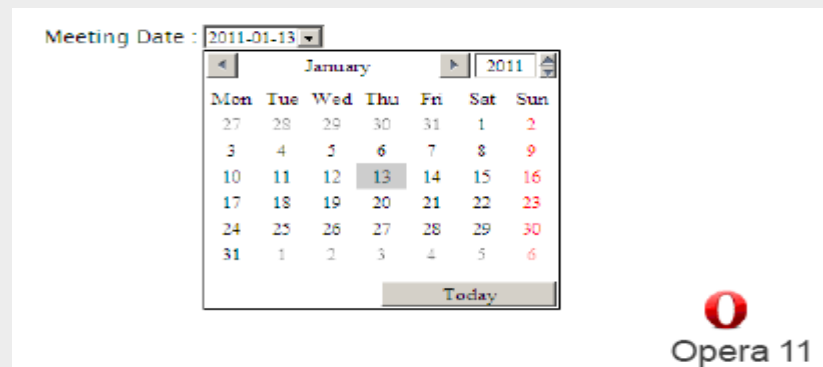 Meeting Date : 2011-01-13
January 2011
Mon Tue Wed Thu Fri Sat Sun
27 28 29 30 31 1 2
3 4 5 6 7 8 9
10 11 12 13 14 15 16
17 18 19 20 21 22 23
24 25 26 27 28 29 30
31 1 2 3 4 5 6
Today
Opera 11